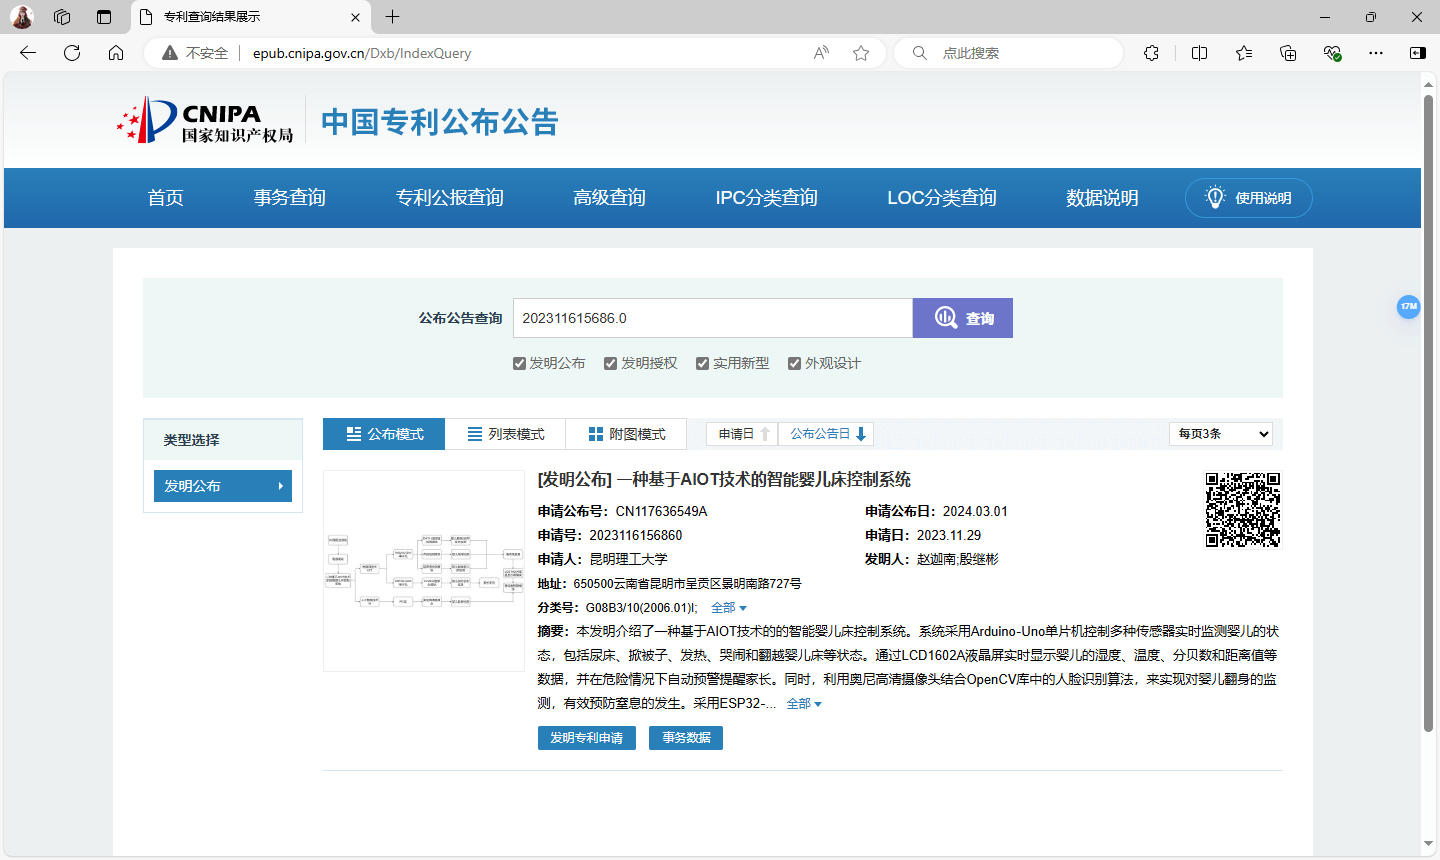 专利查询结果展示
不安全 epub.cnipa.gov.cn/Dxb/IndexQuery
点此搜索
CNIPA
国家知识产权局
中国专利公布公告
首页 事务查询 专利公报查询 高级查询 IPC分类查询 LOC分类查询 数据说明 使用说明
17M
公布公告查询 202311615686.0 查询
发明公布 发明授权 实用新型 外观设计
类型选择
发明公布
公布模式 列表模式 附图模式 申请日 公布公告日 每页3条
[发明公布] 一种基于AIOT技术的智能婴儿床控制系统
申请公布号：CN117636549A 申请公布日：2024.03.01
申请号：2023116156860 申请日：2023.11.29
申请人：昆明理工大学 发明人：赵迦南;殷继彬
地址：650500云南省昆明市呈贡区景明南路727号
分类号：G08B3/10(2006.01)I; 全部
摘要：本发明介绍了一种基于AIOT技术的的智能婴儿床控制系统。系统采用Arduino-Uno单片机控制多种传感器实时监测婴儿的状
态，包括尿床、掀被子、发热、哭闹和翻越婴儿床等状态。通过LCD1602A液晶屏实时显示婴儿的湿度、温度、分贝数和距离值等
数据，并在危险情况下自动预警提醒家长。同时，利用奥尼高清摄像头结合OpenCV库中的人脸识别算法，来实现对婴儿翻身的监
测，有效预防窒息的发生。采用ESP32-... 全部
发明专利申请 事务数据